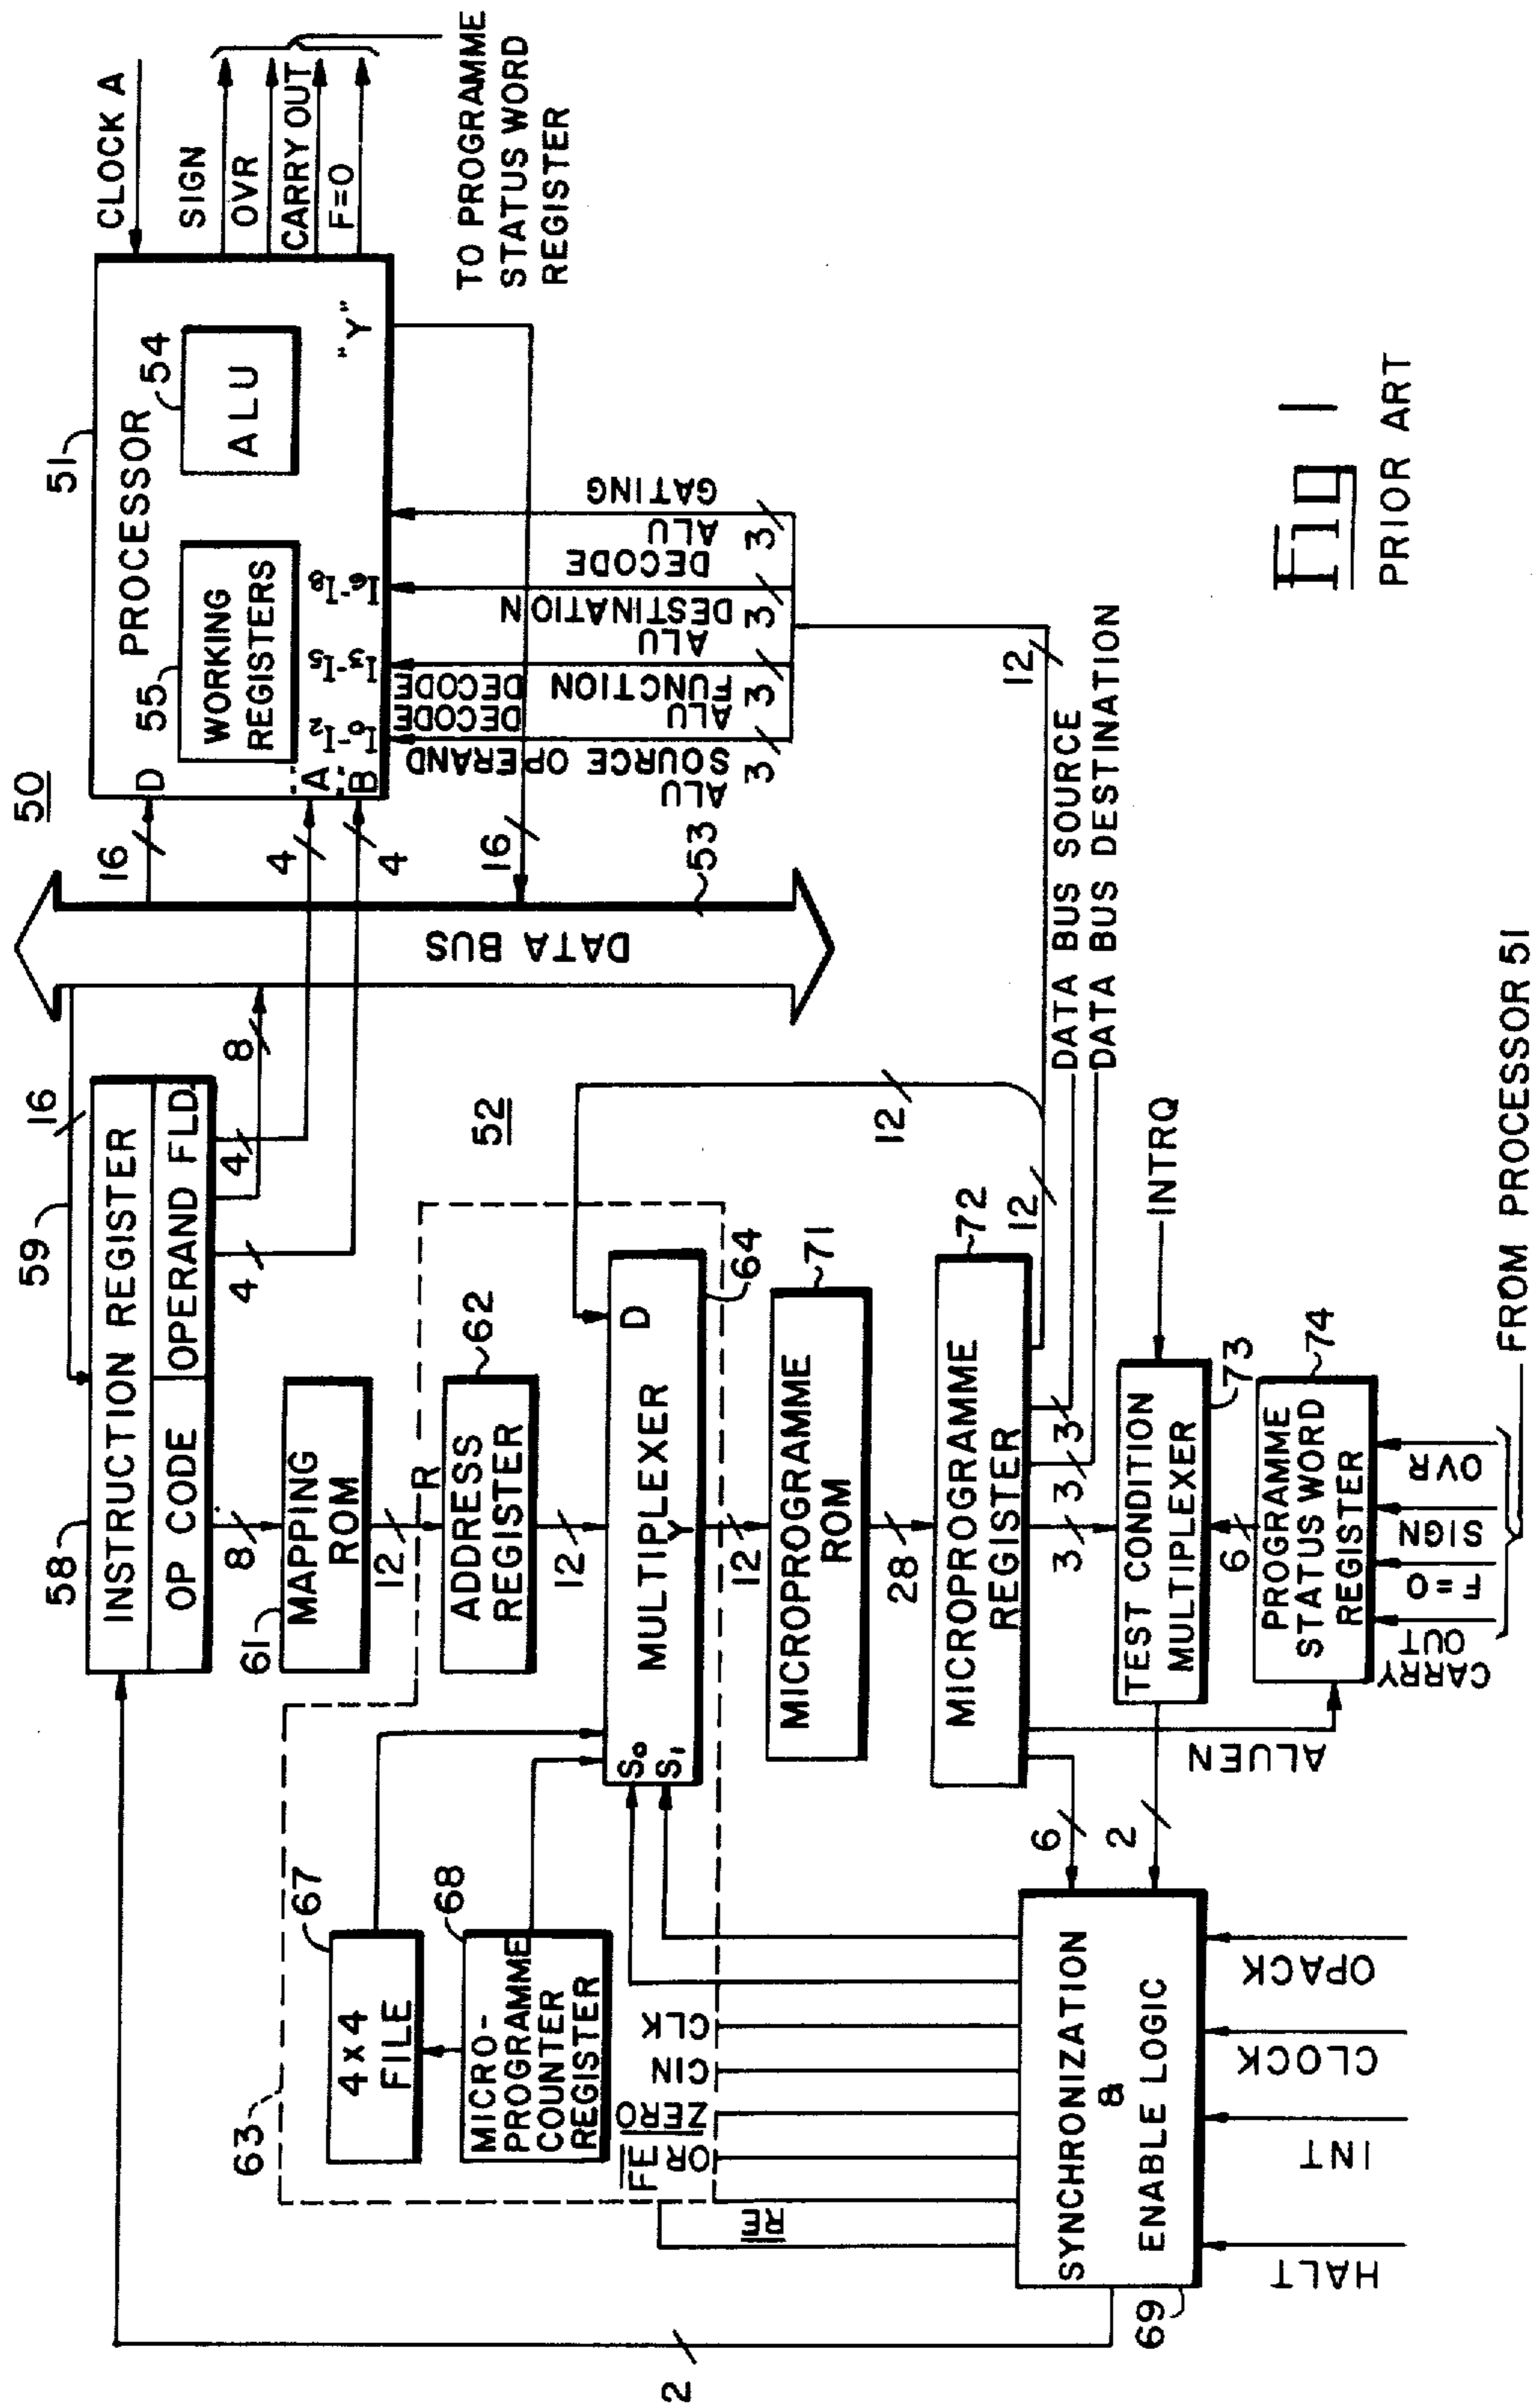 50
51
PROCESSOR
54
ALU
55
WORKING
REGISTERS
D
"A"
B
I0-I2
I3-I5
I6-I8
"Y"
CLOCK A
SIGN
OVR
CARRY OUT
F=0
TO PROGRAMME
STATUS WORD
REGISTER
16
4
4
16
ALU
SOURCE OPERAND
DECODE
3
ALU
FUNCTION
DECODE
3
ALU
DESTINATION
DECODE
3
ALU
GATING
3
12
DATA BUS
53
59
16
58
INSTRUCTION REGISTER
OP CODE
OPERAND FLD.
8
4
4
8
61
MAPPING
ROM
12
R
52
62
ADDRESS
REGISTER
12
63
67
4 x 4
FILE
68
MICRO-
PROGRAMME
COUNTER
REGISTER
S0
S1
MULTIPLEXER
D
Y
64
12
12
71
MICROPROGRAMME
ROM
28
72
MICROPROGRAMME
REGISTER
12
3
3
3
DATA BUS SOURCE
DATA BUS DESTINATION
RE
FE
OR
ZERO
CIN
CLK
6
2
ALUEN
TEST CONDITION
MULTIPLEXER
73
INTRQ
6
74
PROGRAMME
STATUS WORD
REGISTER
CARRY
OUT
F=0
SIGN
OVR
FROM PROCESSOR 51
69
SYNCHRONIZATION
&
ENABLE LOGIC
HALT
INT
CLOCK
OPACK
2
Fig 1
PRIOR ART